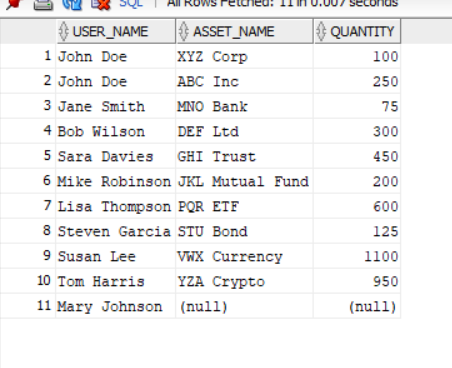 SQL | All Rows Fetched: 11 in 0.007 seconds
USER_NAME ASSET_NAME QUANTITY
1 John Doe XYZ Corp 100
2 John Doe ABC Inc 250
3 Jane Smith MNO Bank 75
4 Bob Wilson DEF Ltd 300
5 Sara Davies GHI Trust 450
6 Mike Robinson JKL Mutual Fund 200
7 Lisa Thompson PQR ETF 600
8 Steven Garcia STU Bond 125
9 Susan Lee VWX Currency 1100
10 Tom Harris YZA Crypto 950
11 Mary Johnson (null) (null)